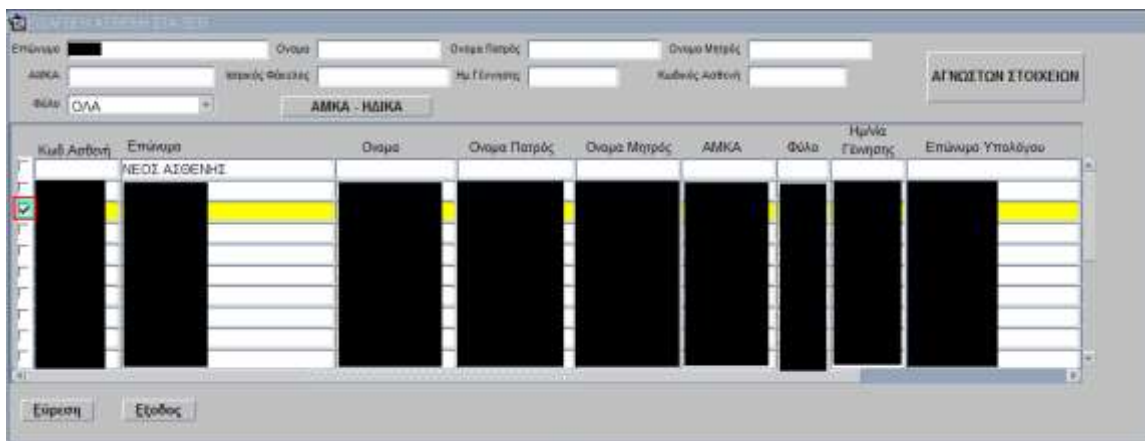 Επώνυμο Ονομα Ονομα Πατρός Ονομα Μητρός
ΑΜΚΑ Ιατρικός Φάκελος Ημ.Γέννησης Κωδικός Ασθενή
ΑΓΝΩΣΤΩΝ ΣΤΟΙΧΕΙΩΝ
Φύλο ΟΛΑ ΑΜΚΑ - ΗΔΙΚΑ
Κωδ.Ασθενή Επώνυμο Ονομα Ονομα Πατρός Ονομα Μητρός ΑΜΚΑ Φύλο Ημ/νία Γέννησης Επώνυμο Υπολόγου
ΝΕΟΣ ΑΣΘΕΝΗΣ
Εύρεση Εξοδος